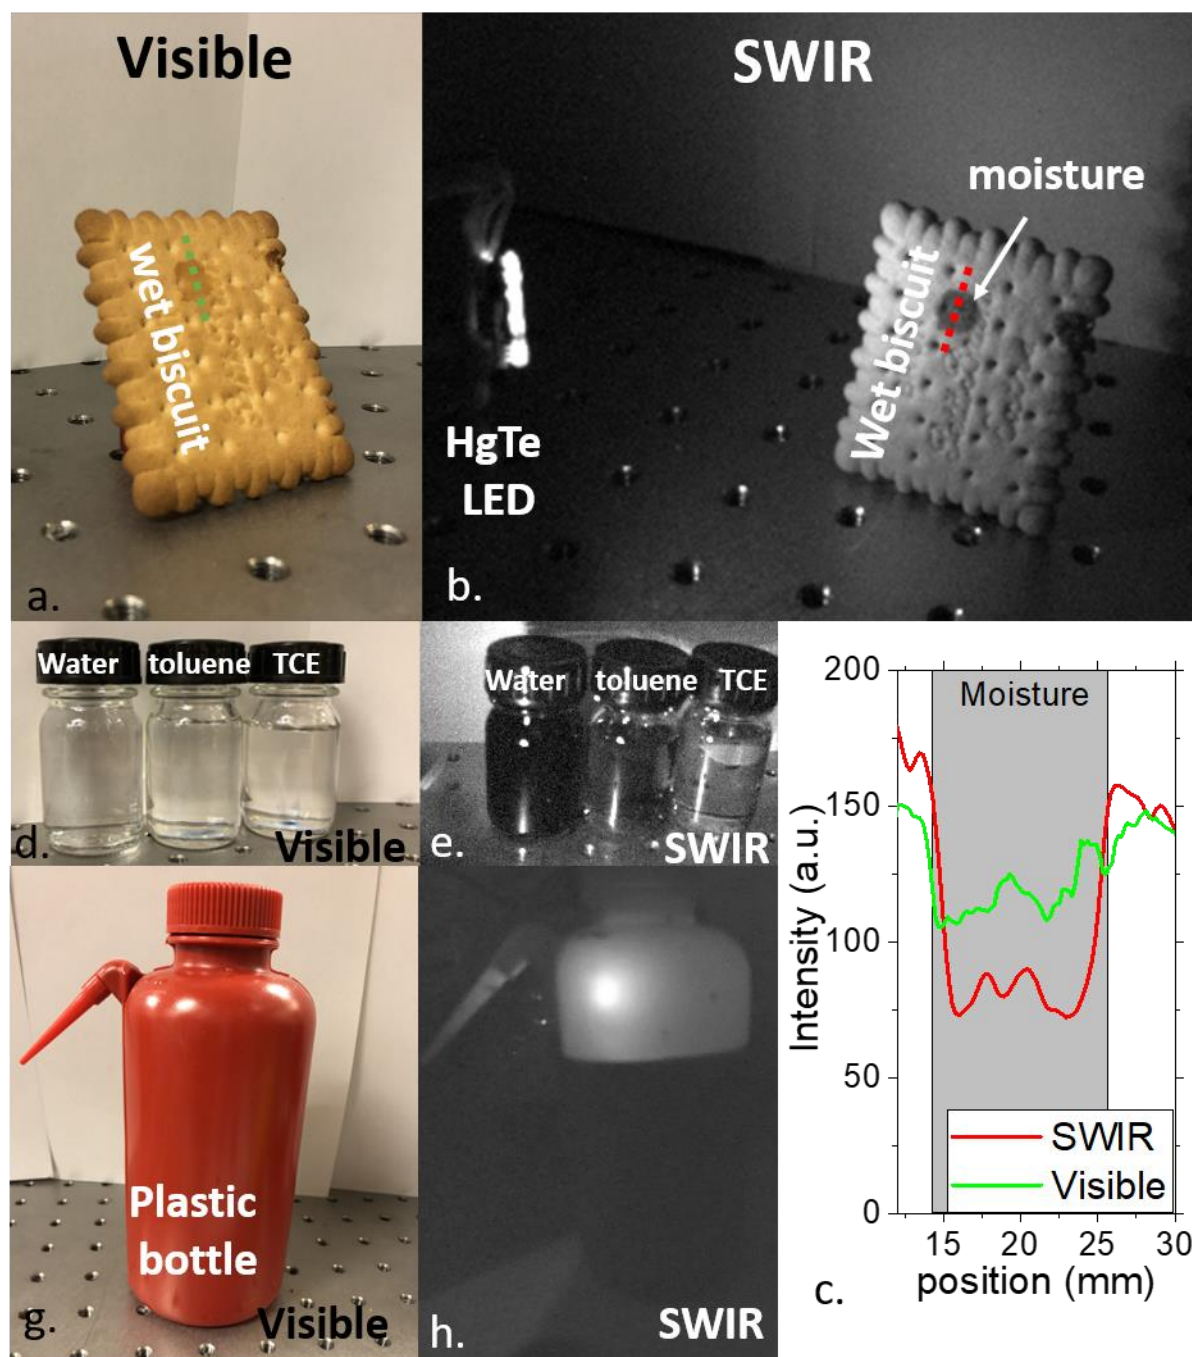 Visible
SWIR
moisture
wet biscuit
Wet biscuit
HgTe
LED
a.
b.
Water
toluene
TCE
d.
Visible
Water
toluene
TCE
e.
SWIR
200
150
100
50
0
Intensity (a.u.)
Moisture
SWIR
Visible
15
20
25
30
position (mm)
c.
Plastic
bottle
g.
Visible
h.
SWIR